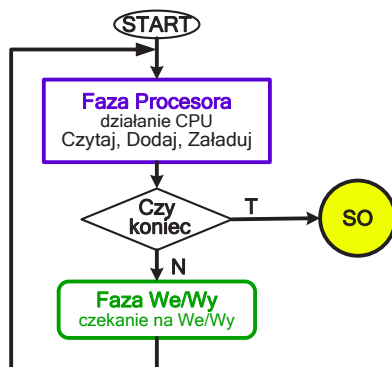 START
Faza Procesora
działanie CPU
Czytaj, Dodaj, Załaduj
Czy
koniec
T
SO
N
Faza We/Wy
czekanie na We/Wy